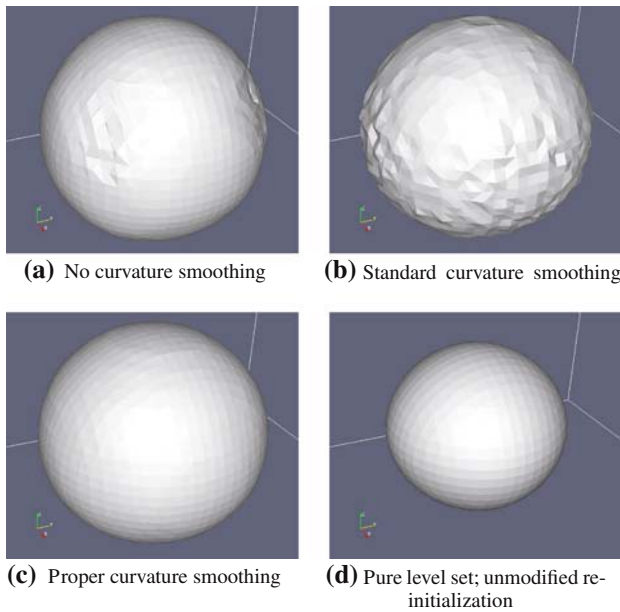 (a) No curvature smoothing
(b) Standard curvature smoothing
(c) Proper curvature smoothing
(d) Pure level set; unmodified re-
initialization